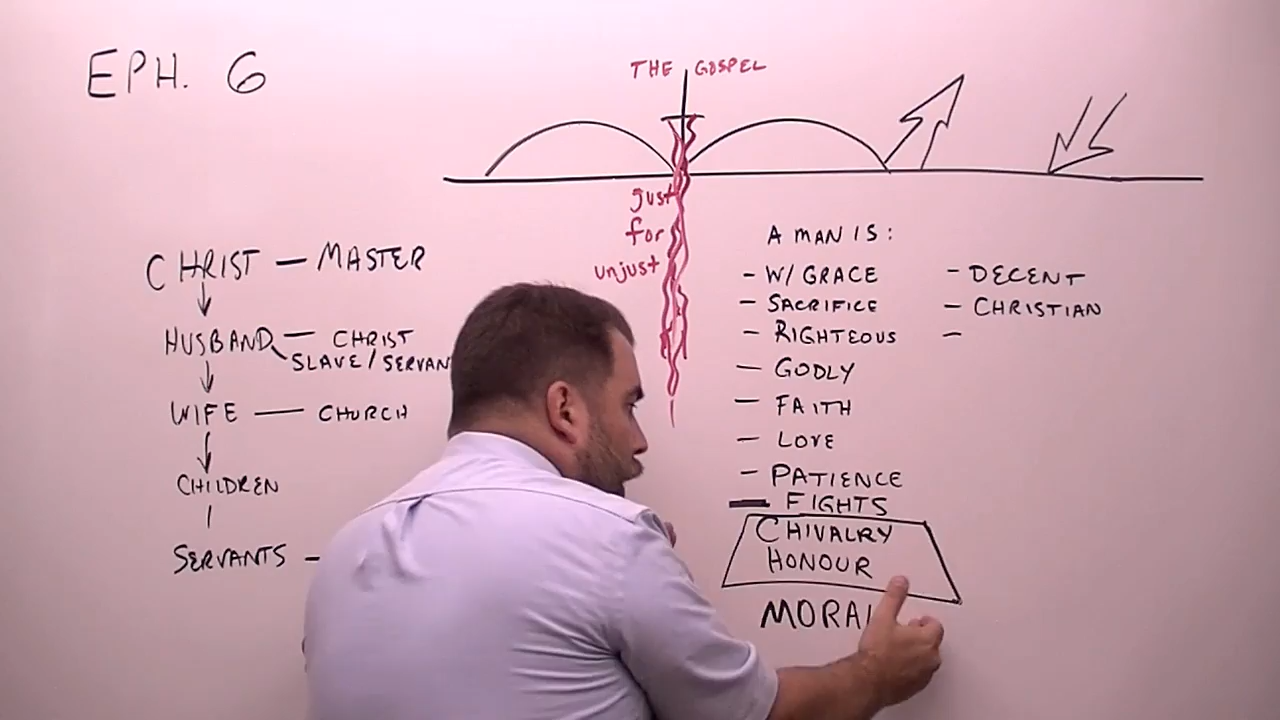 EPH. 6
THE GOSPEL
just
for
unjust
CHRIST — MASTER
HUSBAND — CHRIST
SLAVE / SERVAN
WIFE — CHURCH
CHILDREN
SERVANTS -
A MAN IS:
- W/ GRACE
- SACRIFICE
- RIGHTEOUS
- GODLY
- FAITH
- LOVE
- PATIENCE
- FIGHTS
CHIVALRY
HONOUR
MORAL
- DECENT
- CHRISTIAN
-